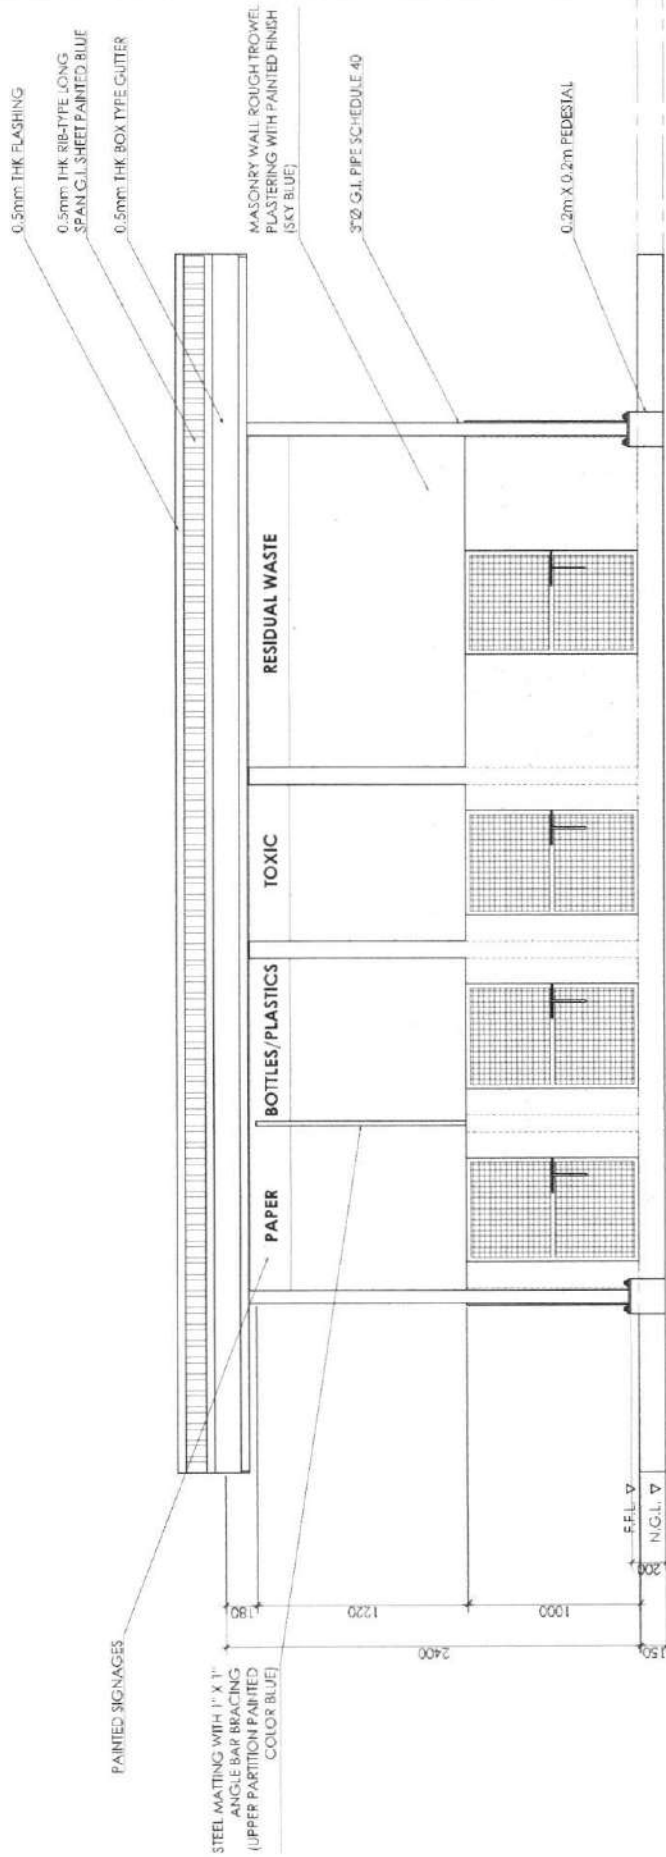 0.5mm THK FLASHING
0.5mm THK RIB-TYPE LONG
SPAN G.I. SHEET PAINTED BLUE
0.5mm THK BOX TYPE GUTTER
MASONRY WALL ROUGH TROWEL
PLASTERING WITH PAINTED FINISH
(SKY BLUE)
3"Ø G.I. PIPE SCHEDULE 40
0.2m X 0.2m PEDESTAL
PAINTED SIGNAGES
STEEL MATTING WITH 1" X 1"
ANGLE BAR BRACING
(UPPER PARTITION PAINTED
COLOR BLUE)
PAPER
BOTTLES/PLASTICS
TOXIC
RESIDUAL WASTE
180
1220
1000
2400
200
150
F.F.L.
N.G.L.